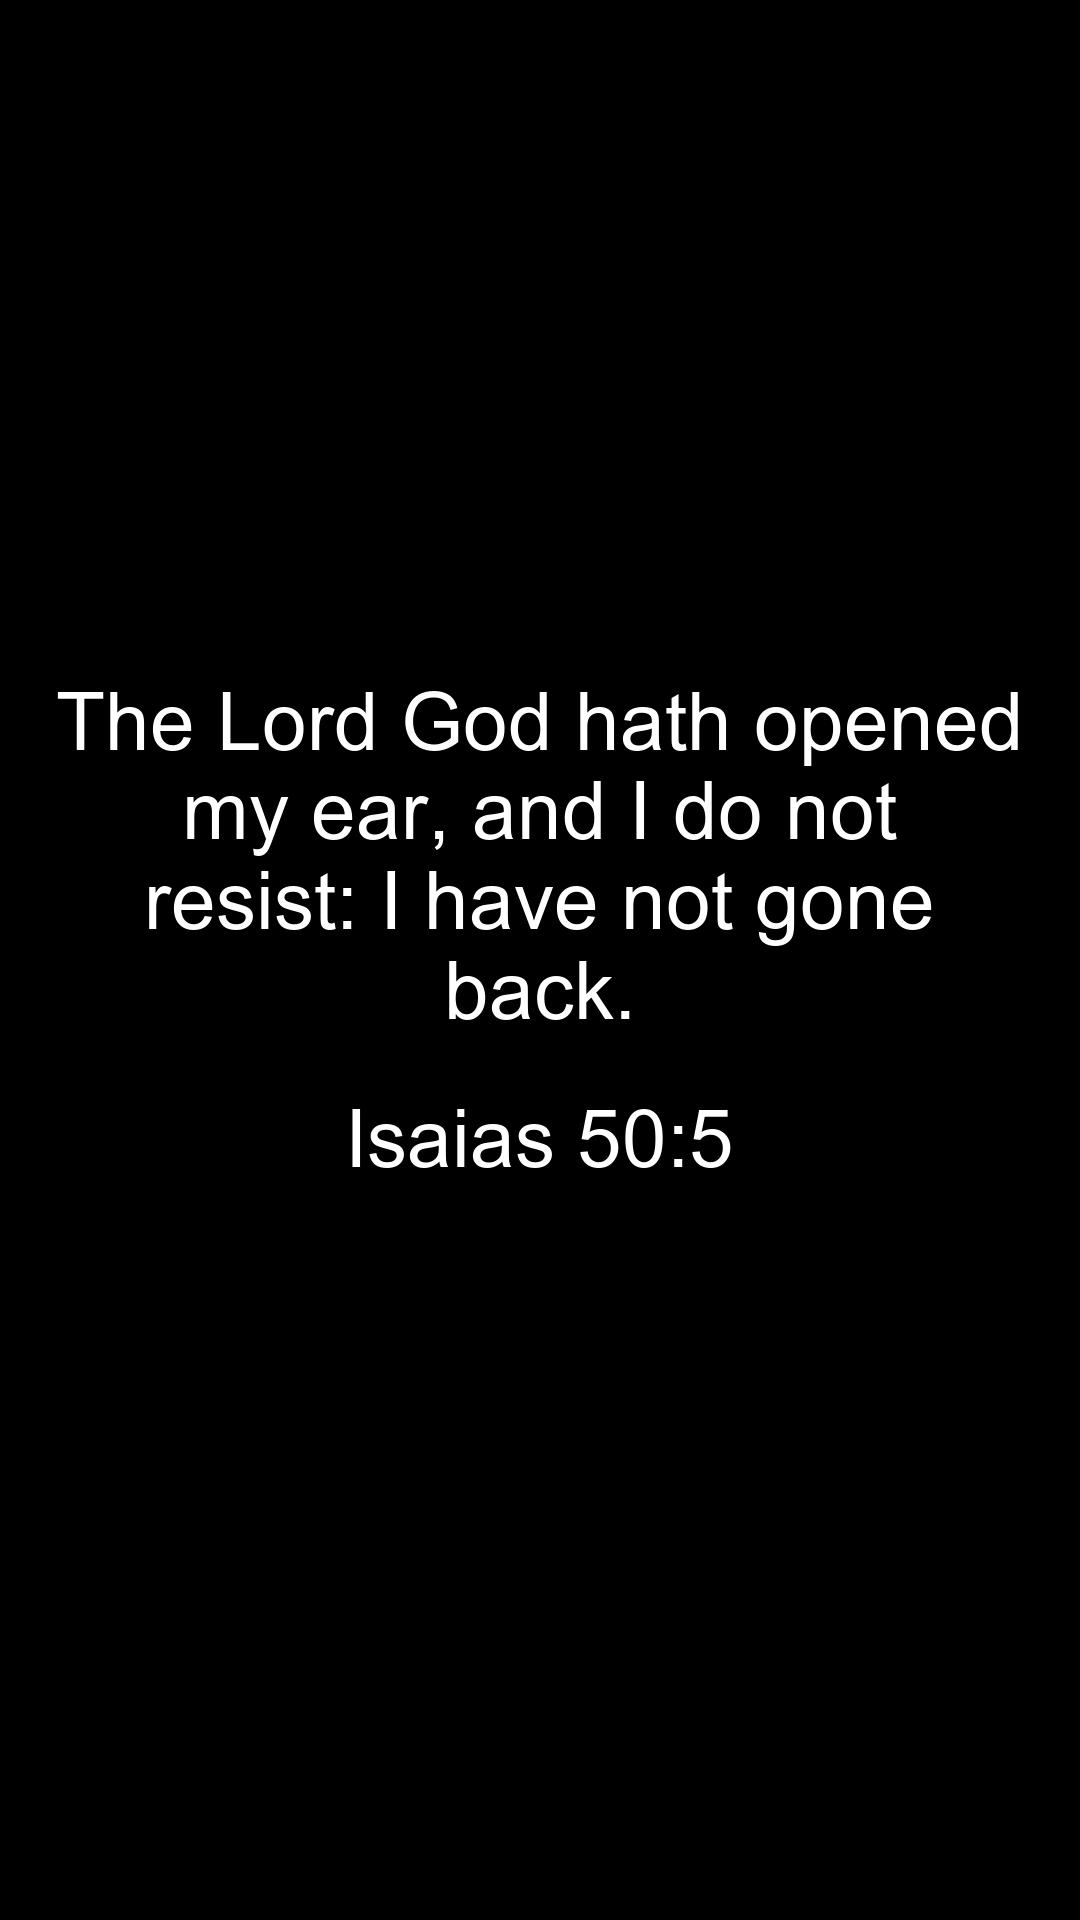 The Lord God hath opened
my ear, and I do not
resist: I have not gone
back.
Isaias 50:5